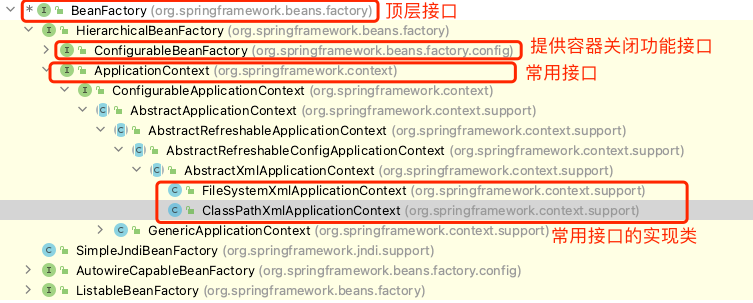 * BeanFactory (org.springframework.beans.factory) 顶层接口
HierarchicalBeanFactory (org.springframework.beans.factory)
ConfigurableBeanFactory (org.springframework.beans.factory.config) 提供容器关闭功能接口
ApplicationContext (org.springframework.context) 常用接口
ConfigurableApplicationContext (org.springframework.context)
AbstractApplicationContext (org.springframework.context.support)
AbstractRefreshableApplicationContext (org.springframework.context.support)
AbstractRefreshableConfigApplicationContext (org.springframework.context.support)
AbstractXmlApplicationContext (org.springframework.context.support)
FileSystemXmlApplicationContext (org.springframework.context.support)
ClassPathXmlApplicationContext (org.springframework.context.support)
GenericApplicationContext (org.springframework.context.support) 常用接口的实现类
SimpleJndiBeanFactory (org.springframework.jndi.support)
AutowireCapableBeanFactory (org.springframework.beans.factory.config)
ListableBeanFactory (org.springframework.beans.factory)